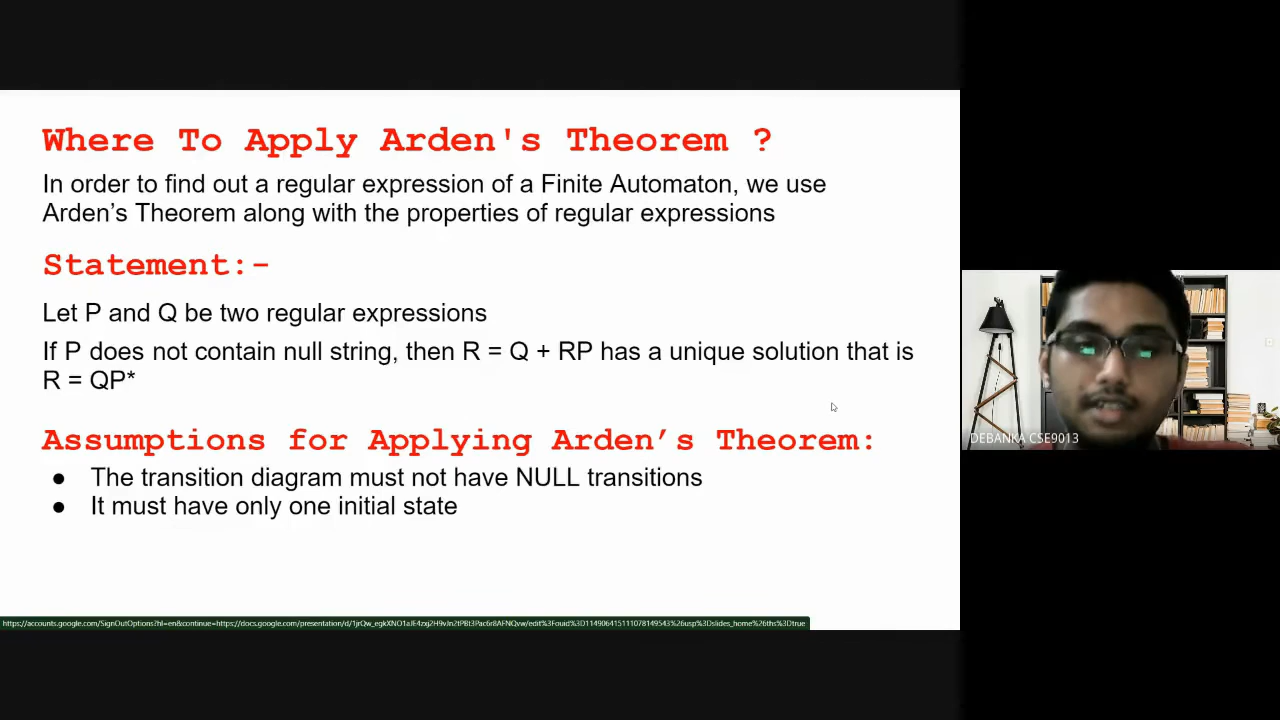 Where To Apply Arden's Theorem ?
In order to find out a regular expression of a Finite Automaton, we use
Arden’s Theorem along with the properties of regular expressions
Statement:-
Let P and Q be two regular expressions
If P does not contain null string, then R = Q + RP has a unique solution that is
R = QP*
Assumptions for Applying Arden’s Theorem:
● The transition diagram must not have NULL transitions
● It must have only one initial state
DEBANKA CSE9013